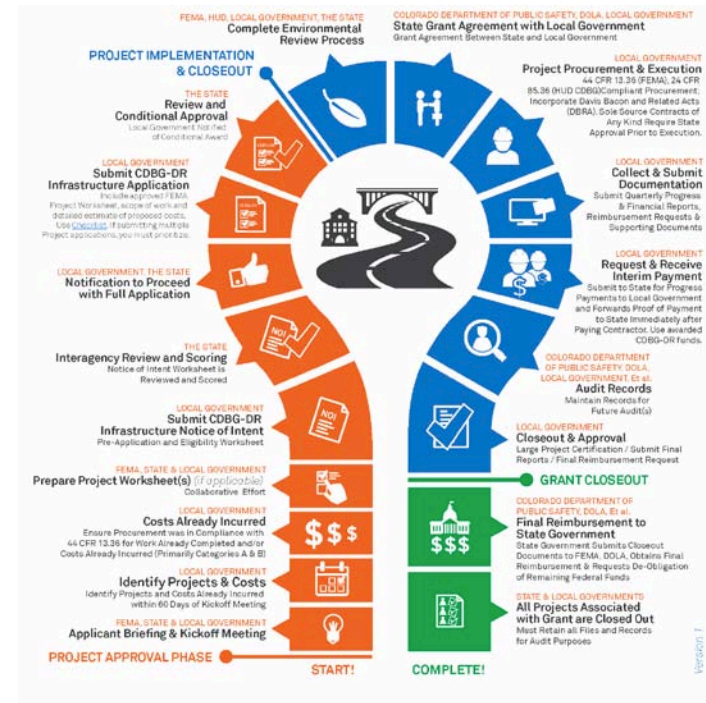 FEMA, HUD, LOCAL GOVERNMENT, THE STATE
Complete Environmental
Review Process
PROJECT IMPLEMENTATION
& CLOSEOUT
THE STATE
Review and
Conditional Approval
Local Government Notified
of Conditional Award
LOCAL GOVERNMENT
Submit CDBG-DR
Infrastructure Application
Include approved FEMA
Project Worksheet, scope of work and
detailed estimate of proposed costs.
Use Checklist. If submitting multiple
Project applications, you must prioritize.
LOCAL GOVERNMENT, THE STATE
Notification to Proceed
with Full Application
THE STATE
Interagency Review and Scoring
Notice of Intent Worksheet is
Reviewed and Scored
NOI
LOCAL GOVERNMENT
Submit CDBG-DR
Infrastructure Notice of Intent
Pre-Application and Eligibility Worksheet
NOI
FEMA, STATE & LOCAL GOVERNMENT
Prepare Project Worksheet(s) (if applicable)
Collaborative Effort
LOCAL GOVERNMENT
Costs Already Incurred
Ensure Procurement was in Compliance with
44 CFR 13.36 for Work Already Completed and/or
Costs Already Incurred (Primarily Categories A & B)
$$$
LOCAL GOVERNMENT
Identify Projects & Costs
Identify Projects and Costs Already Incurred
within 60 Days of Kickoff Meeting
FEMA, STATE & LOCAL GOVERNMENT
Applicant Briefing & Kickoff Meeting
PROJECT APPROVAL PHASE
START!
COLORADO DEPARTMENT OF PUBLIC SAFETY, DOLA, LOCAL GOVERNMENT
State Grant Agreement with Local Government
Grant Agreement Between State and Local Government
LOCAL GOVERNMENT
Project Procurement & Execution
44 CFR 13.36 (FEMA), 24 CFR
85.36 (HUD CDBG)Compliant Procurement.
Incorporate Davis Bacon and Related Acts
(DBRA). Sole Source Contracts of
Any Kind Require State
Approval Prior to Execution.
LOCAL GOVERNMENT
Collect & Submit
Documentation
Submit Quarterly Progress
& Financial Reports,
Reimbursement Requests &
Supporting Documents
LOCAL GOVERNMENT
Request & Receive
Interim Payment
Submit to State for Progress
Payments to Local Government
and Forwards Proof of Payment
to State Immediately after
Paying Contractor. Use awarded
CDBG-DR funds.
$
COLORADO DEPARTMENT
OF PUBLIC SAFETY, DOLA,
LOCAL GOVERNMENT, Et al.
Audit Records
Maintain Records for
Future Audit(s)
LOCAL GOVERNMENT
Closeout & Approval
Large Project Certification / Submit Final
Reports / Final Reimbursement Request
GRANT CLOSEOUT
COLORADO DEPARTMENT OF
PUBLIC SAFETY, DOLA, Et al.
Final Reimbursement to
State Government
State Government Submits Closeout
Documents to FEMA, DOLA, Obtains Final
Reimbursement & Requests De-Obligation
of Remaining Federal Funds
$$$
STATE & LOCAL GOVERNMENTS
All Projects Associated
with Grant are Closed Out
Must Retain all Files and Records
for Audit Purposes
COMPLETE!
Version 1